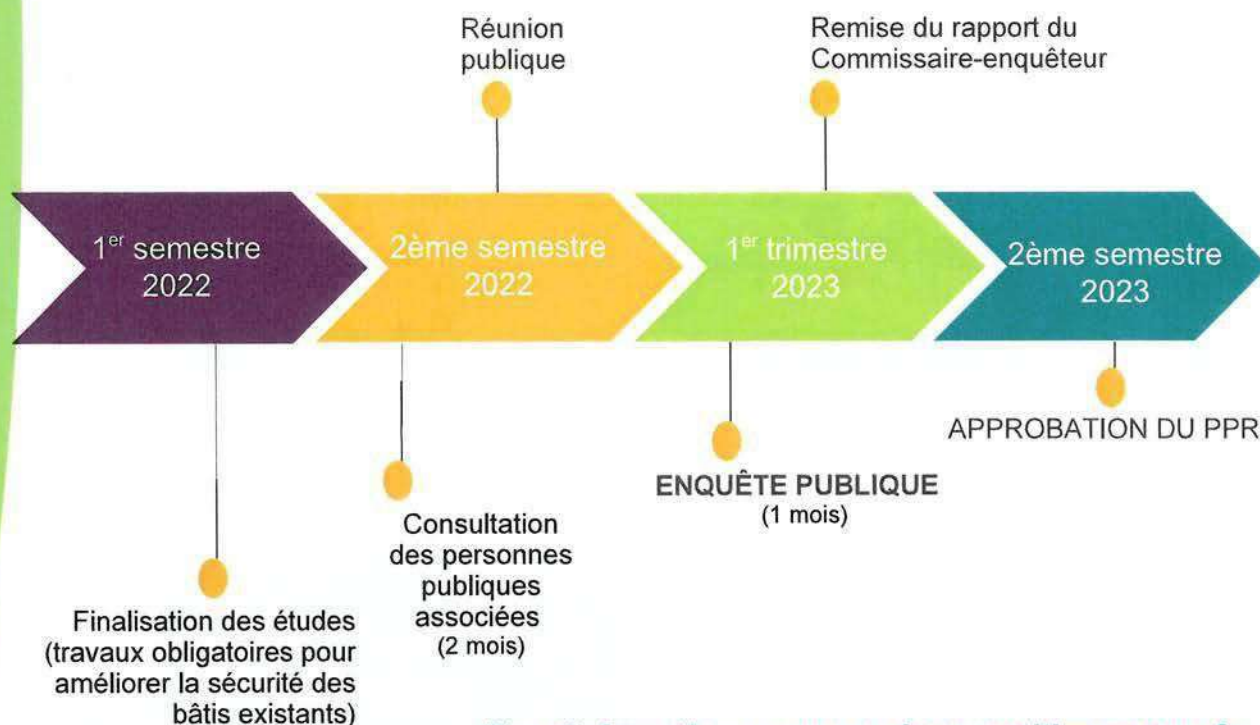 Réunion
publique
Remise du rapport du
Commissaire-enquêteur
1er semestre
2022
2ème semestre
2022
1er trimestre
2023
2ème semestre
2023
APPROBATION DU PPR
ENQUÊTE PUBLIQUE
(1 mois)
Consultation
des personnes
publiques
associées
(2 mois)
Finalisation des études
(travaux obligatoires pour
améliorer la sécurité des
bâtis existants)